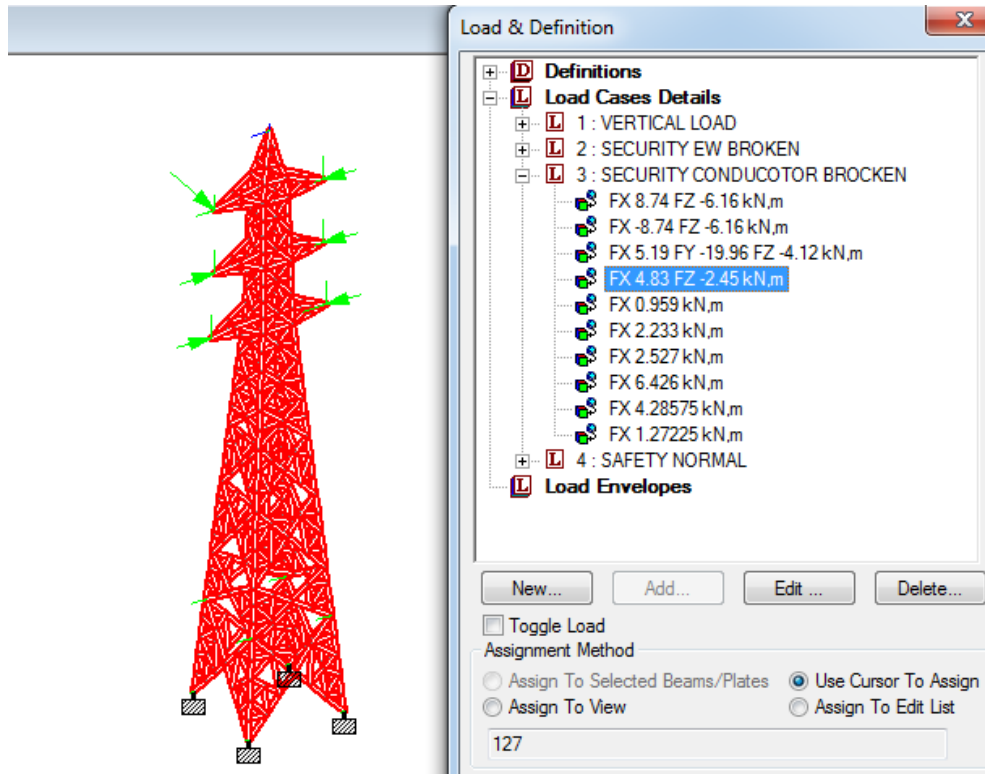 Load & Definition
X
D Definitions
L Load Cases Details
L 1 : VERTICAL LOAD
L 2 : SECURITY EW BROKEN
L 3 : SECURITY CONDUCOTOR BROCKEN
FX 8.74 FZ -6.16 kN,m
FX -8.74 FZ -6.16 kN,m
FX 5.19 FY -19.96 FZ -4.12 kN,m
FX 4.83 FZ -2.45 kN,m
FX 0.959 kN,m
FX 2.233 kN,m
FX 2.527 kN,m
FX 6.426 kN,m
FX 4.28575 kN,m
FX 1.27225 kN,m
L 4 : SAFETY NORMAL
L Load Envelopes
New... Add... Edit ... Delete...
Toggle Load
Assignment Method
Assign To Selected Beams/Plates Use Cursor To Assign
Assign To View Assign To Edit List
127